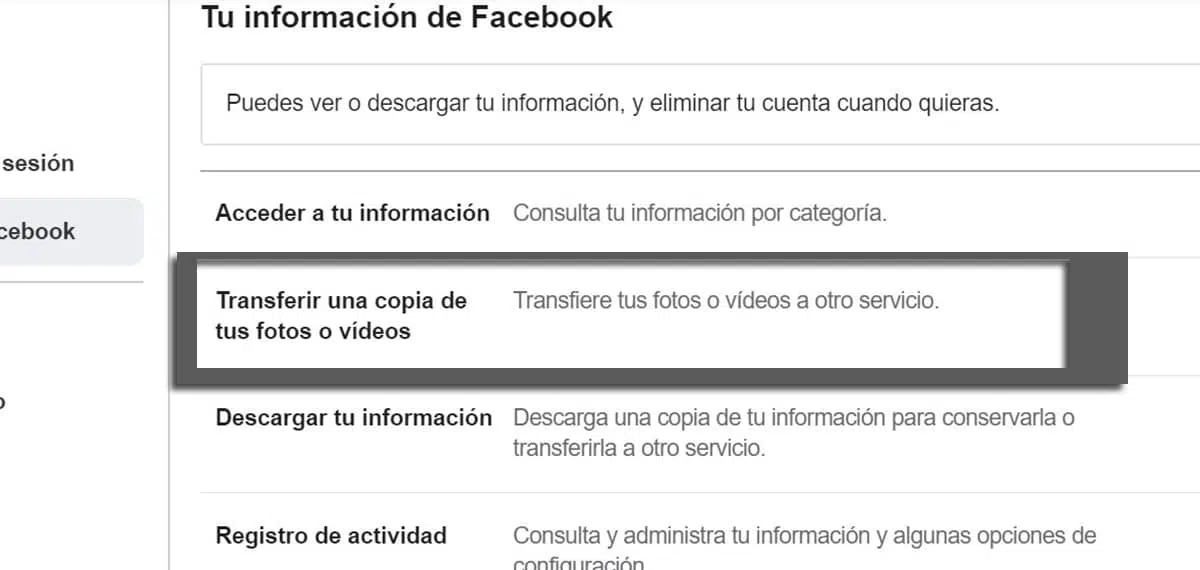 Tu información de Facebook
Puedes ver o descargar tu información, y eliminar tu cuenta cuando quieras.
sesión
cebook
Acceder a tu información Consulta tu información por categoría.
Transferir una copia de Transfiere tus fotos o vídeos a otro servicio.
tus fotos o vídeos
o
Descargar tu información Descarga una copia de tu información para conservarla o
transferirla a otro servicio.
Registro de actividad Consulta y administra tu información y algunas opciones de
configuración.